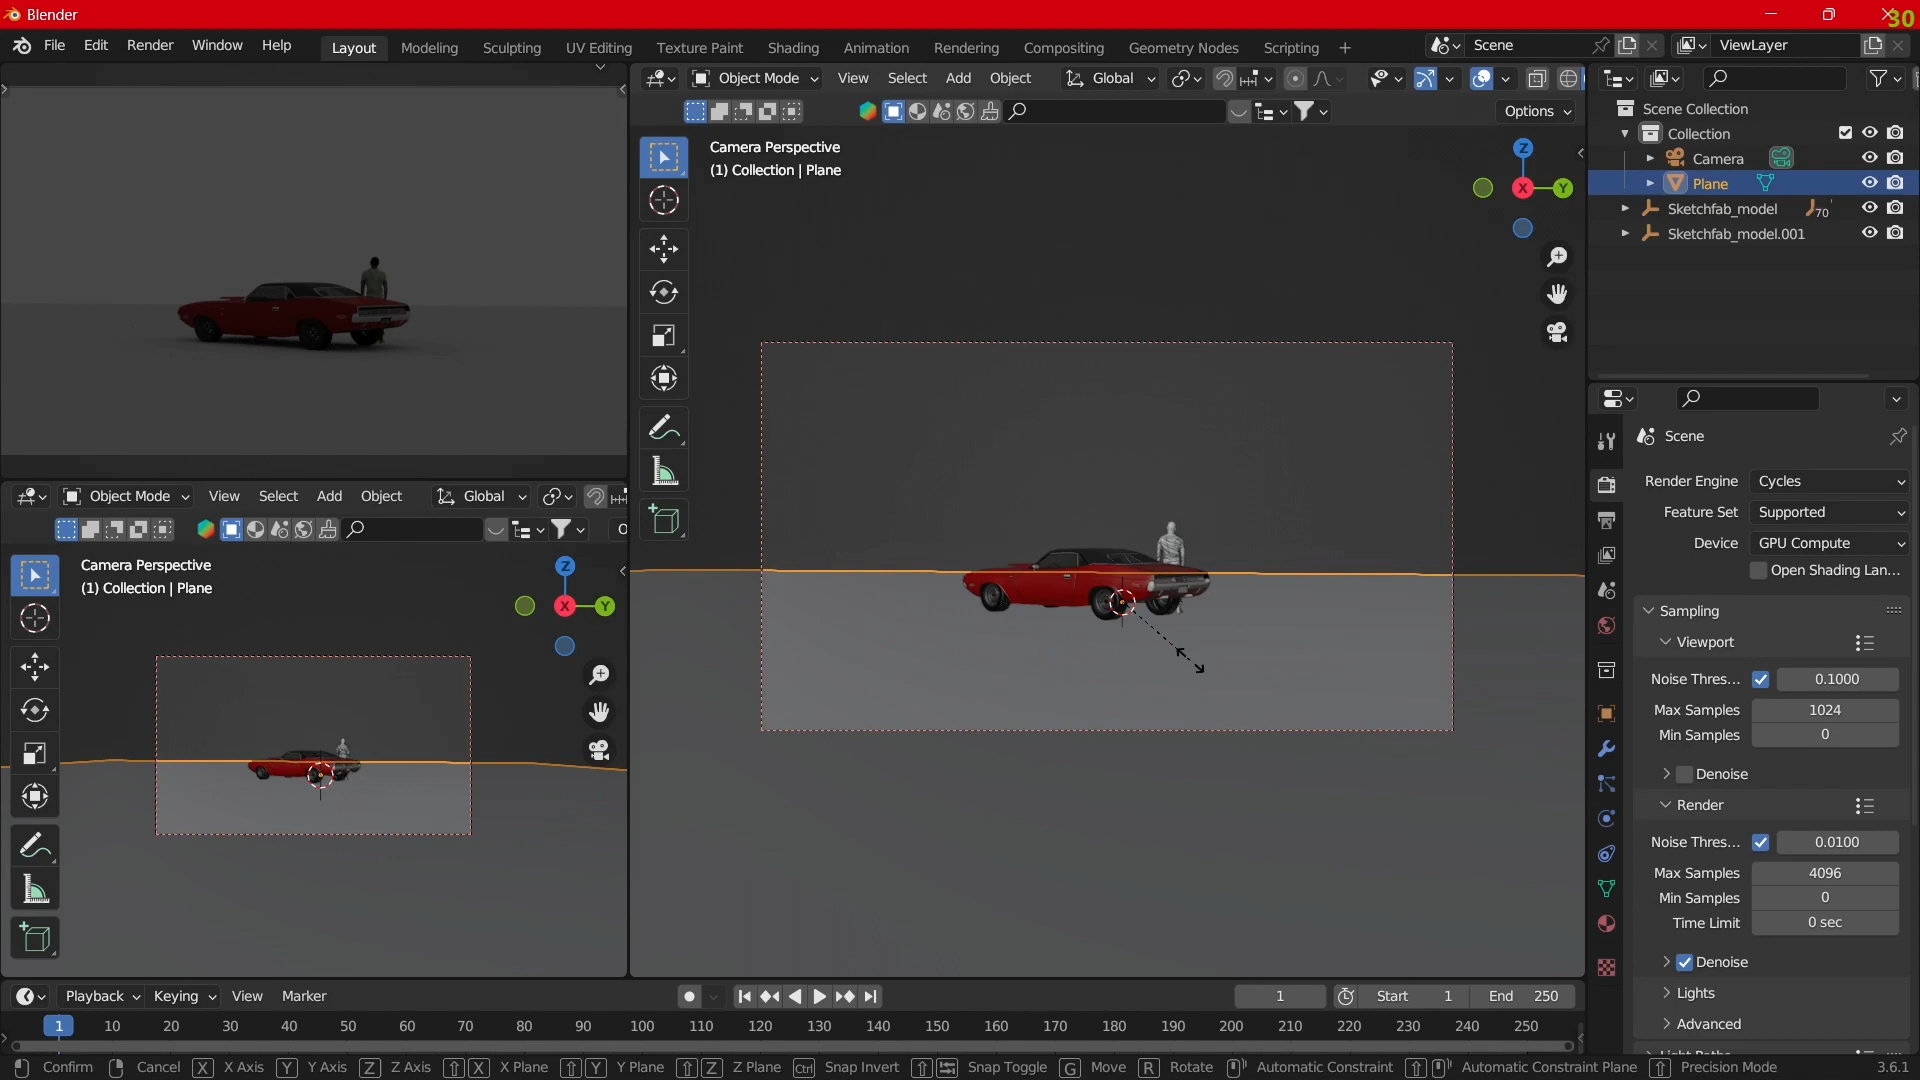 Blender
30
File Edit Render Window Help
Layout Modeling Sculpting UV Editing Texture Paint Shading Animation Rendering Compositing Geometry Nodes Scripting +
Scene
ViewLayer
Object Mode View Select Add Object Global
Options
Camera Perspective
(1) Collection | Plane
Z
X
Y
Scene Collection
Collection
Camera
Plane
Sketchfab_model
70
Sketchfab_model.001
Object Mode View Select Add Object Global
O
Camera Perspective
(1) Collection | Plane
Z
X
Y
Scene
Render Engine Cycles
Feature Set Supported
Device GPU Compute
Open Shading Lan...
Sampling
Viewport
Noise Thres... 0.1000
Max Samples 1024
Min Samples 0
Denoise
Render
Noise Thres... 0.0100
Max Samples 4096
Min Samples 0
Time Limit 0 sec
Denoise
Lights
Advanced
Light Paths
Playback Keying View Marker
1 Start 1 End 250
1 10 20 30 40 50 60 70 80 90 100 110 120 130 140 150 160 170 180 190 200 210 220 230 240 250
Confirm Cancel X X Axis Y Y Axis Z Z Axis X X Plane Y Y Plane Z Z Plane Ctrl Snap Invert Snap Toggle G Move R Rotate Automatic Constraint Automatic Constraint Plane Precision Mode 3.6.1